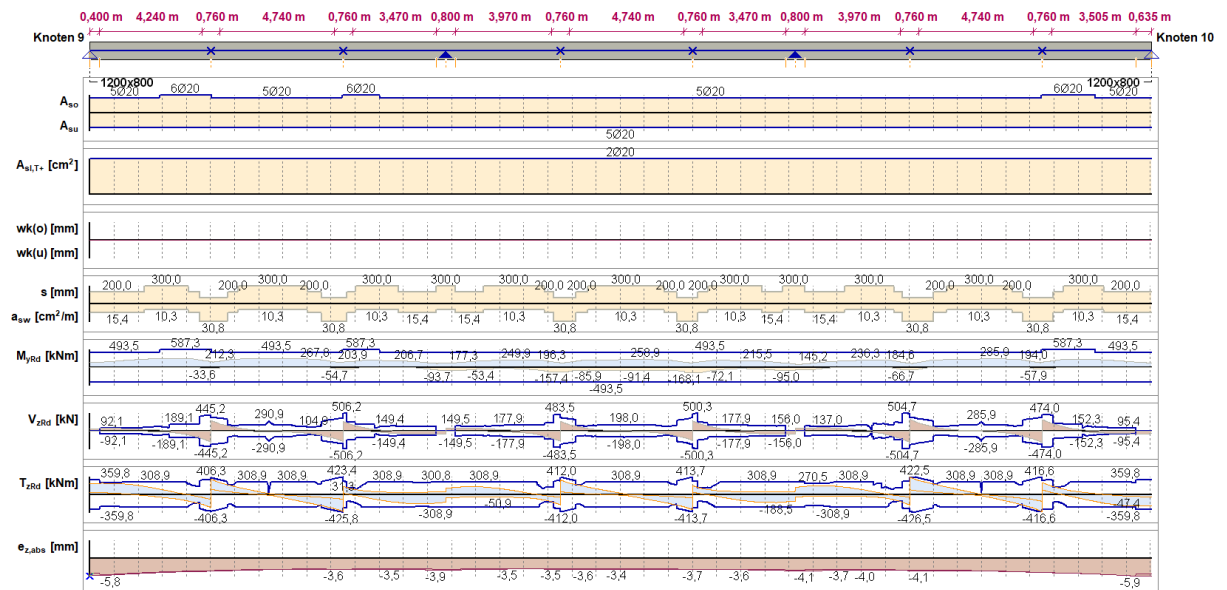 0,400 m 4,240 m 0,760 m 4,740 m 0,760 m 3,470 m 0,800 m 3,970 m 0,760 m 4,740 m 0,760 m 3,470 m 0,800 m 3,970 m 0,760 m 4,740 m 0,760 m 3,505 m 0,635 m
Knoten 9 Knoten 10
1200x800 1200x800
5Ø20 6Ø20 5Ø20 6Ø20 5Ø20 6Ø20 5Ø20
Aso
Asu
5Ø20
2Ø20
Asl,T+ [cm²]
wk(o) [mm]
wk(u) [mm]
200,0 300,0 200,0 300,0 200,0 300,0 300,0 300,0 200,0 200,0 300,0 200,0 200,0 300,0 300,0 200,0 300,0 200,0 300,0 200,0
s [mm]
asw [cm²/m]
15,4 10,3 30,8 10,3 30,8 10,3 15,4 10,3 30,8 10,3 30,8 10,3 15,4 10,3 30,8 10,3 30,8 10,3 15,4
493,5 587,3 493,5 587,3 493,5 587,3 493,5
MyRd [kNm]
212,3 267,8 203,9 206,7 177,3 249,9 196,3 258,9 215,5 145,2 236,3 184,6 285,9 194,0
-33,6 -54,7 -93,7 -53,4 -157,4 -85,9 -91,4 -168,1 -72,1 -95,0 -66,7 -57,9
-493,5
VzRd [kN]
92,1 189,1 445,2 290,9 104,9 506,2 149,4 149,5 177,9 483,5 198,0 500,3 177,9 156,0 137,0 504,7 285,9 474,0 152,3 95,4
-92,1 -189,1 -445,2 -290,9 -506,2 -149,4 -149,5 -177,9 -483,5 -198,0 -500,3 -177,9 -156,0 -504,7 -285,9 -474,0 -152,3 -95,4
TzRd [kNm]
359,8 308,9 406,3 308,9 308,9 423,4 308,9 300,8 308,9 412,0 308,9 413,7 308,9 270,5 308,9 422,5 308,9 308,9 416,6 359,8
-50,9 -188,5 -47,4
-359,8 -406,3 -425,8 -308,9 -412,0 -413,7 -308,9 -426,5 -416,6 -359,8
ez,abs [mm]
-5,8 -3,6 -3,5 -3,9 -3,5 -3,5 -3,6 -3,4 -3,7 -3,6 -4,1 -3,7 -4,0 -4,1 -5,9